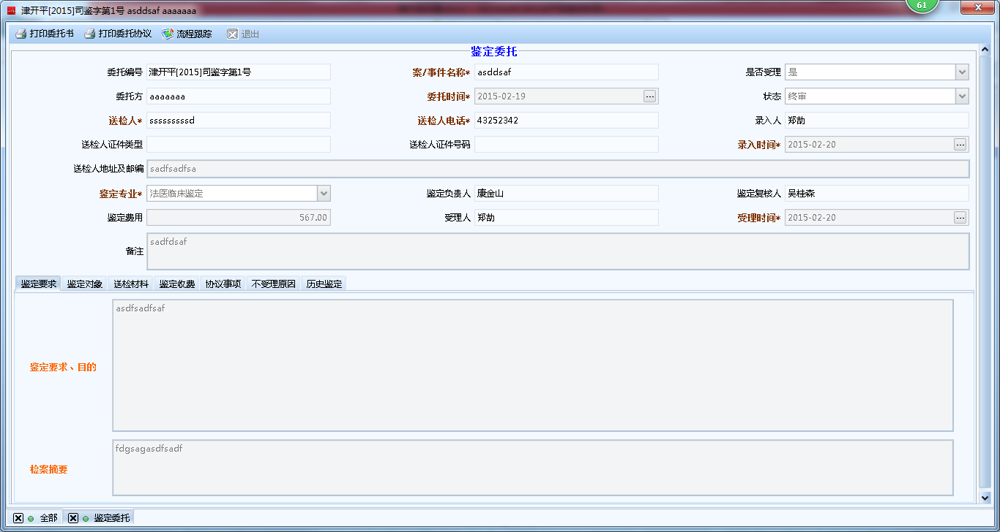 津开平[2015]司鉴字第1号 asddsaf aaaaaaa
61
打印委托书 打印委托协议 流程跟踪 退出
鉴定委托
委托编号 津开平[2015]司鉴字第1号 案/事件名称* asddsaf 是否受理 是
委托方 aaaaaaa 委托时间* 2015-02-19 ... 状态 终审
送检人* sssssssssd 送检人电话* 43252342 录入人 郑劼
送检人证件类型 送检人证件号码 录入时间* 2015-02-20 ...
送检人地址及邮编 sadfsadfsa
鉴定专业* 法医临床鉴定 鉴定负责人 康金山 鉴定复核人 吴桂森
鉴定费用 567.00 受理人 郑劼 受理时间* 2015-02-20 ...
备注 sadfdsaf
鉴定要求 鉴定对象 送检材料 鉴定收费 协议事项 不受理原因 历史鉴定
asdfsadfsaf
鉴定要求、目的
fdgsagasdfsadf
检案摘要
全部 鉴定委托